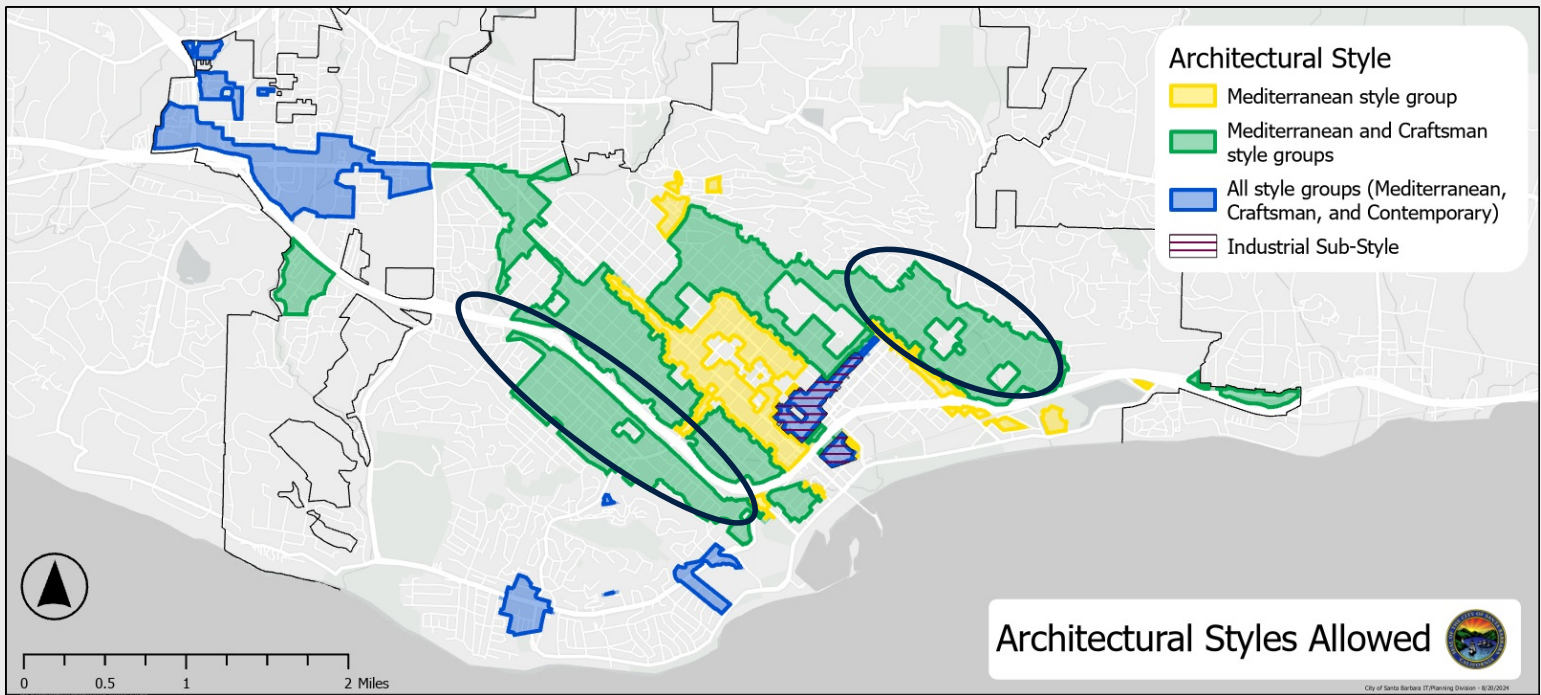 Architectural Style
Mediterranean style group
Mediterranean and Craftsman
style groups
All style groups (Mediterranean,
Craftsman, and Contemporary)
Industrial Sub-Style
Architectural Styles Allowed
0 0.5 1 2 Miles
City of Santa Barbara IT/Planning Division - 8/20/2024